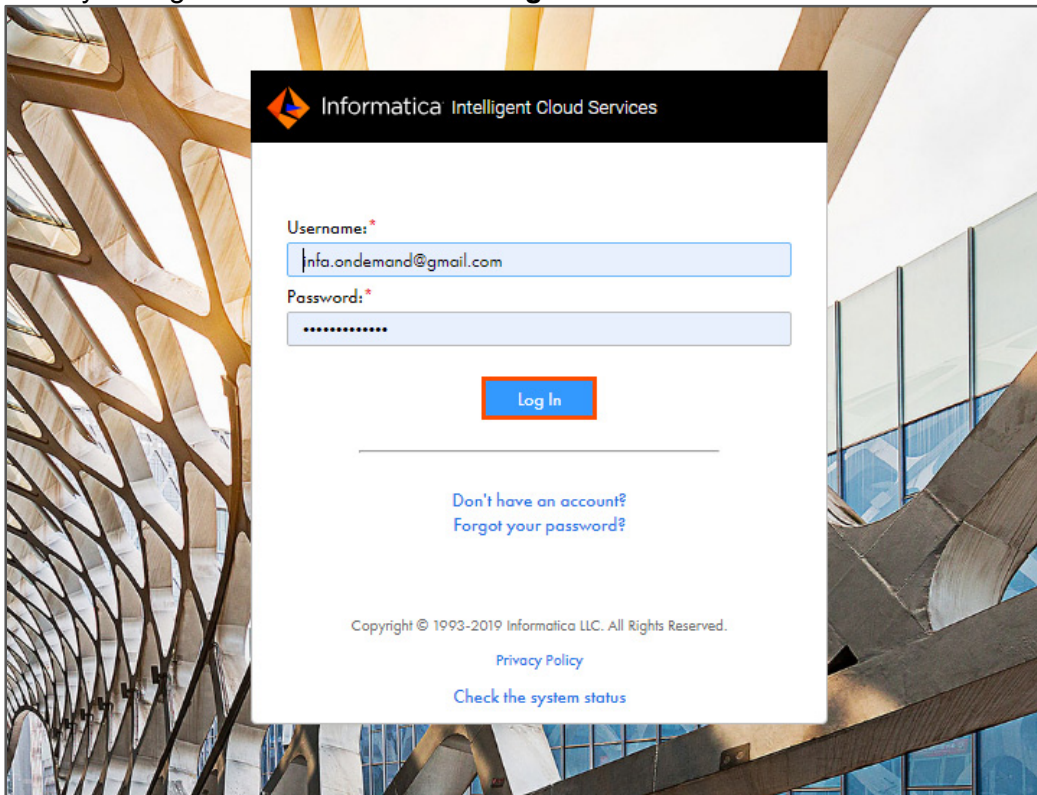 Informatica Intelligent Cloud Services
Username:*
infa.ondemand@gmail.com
Password:*
•••••••••••••
Log In
Don't have an account?
Forgot your password?
Copyright © 1993-2019 Informatica LLC. All Rights Reserved.
Privacy Policy
Check the system status